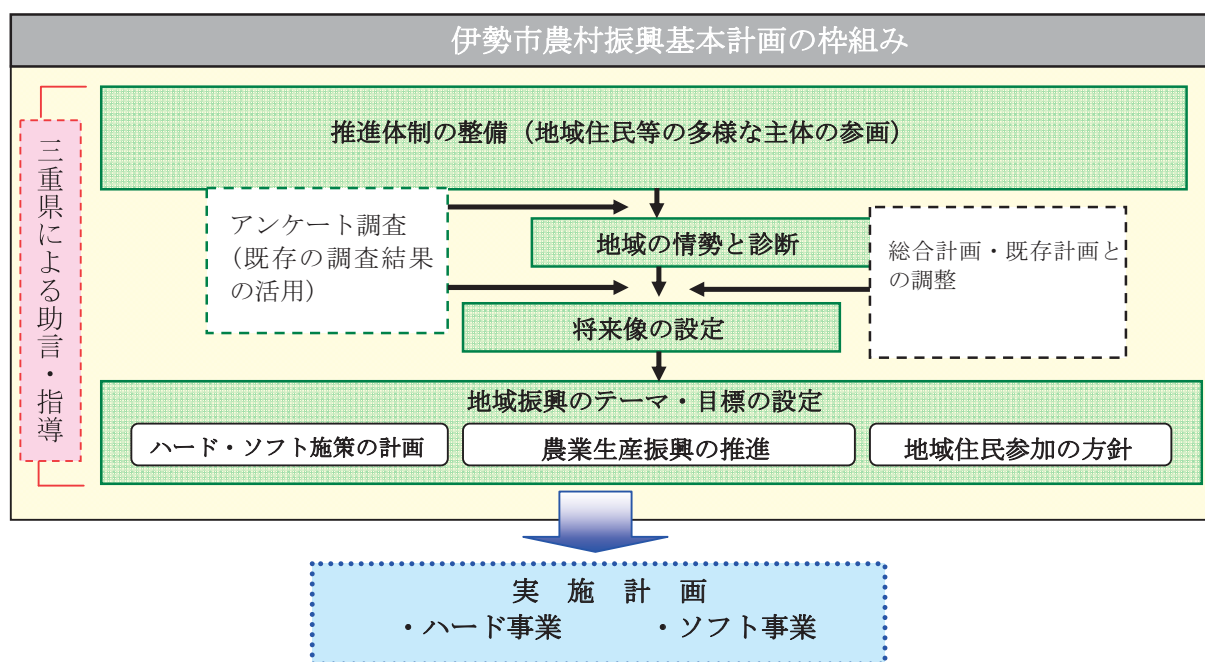 伊勢市農村振興基本計画の枠組み
三重県による助言・指導
推進体制の整備（地域住民等の多様な主体の参画）
アンケート調査
（既存の調査結果
の活用）
地域の情勢と診断
総合計画・既存計画と
の調整
将来像の設定
地域振興のテーマ・目標の設定
ハード・ソフト施策の計画
農業生産振興の推進
地域住民参加の方針
実　施　計　画
・ハード事業　　　・ソフト事業